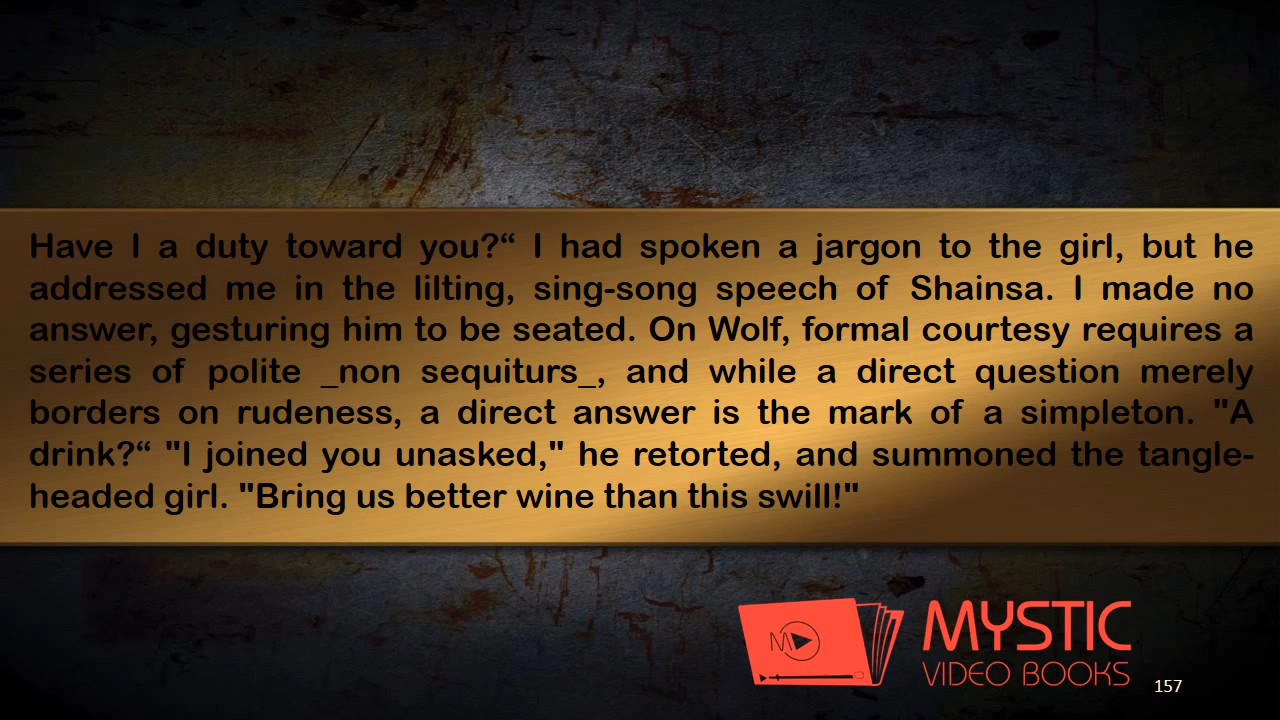 Have I a duty toward you?“ I had spoken a jargon to the girl, but he
addressed me in the lilting, sing-song speech of Shainsa. I made no
answer, gesturing him to be seated. On Wolf, formal courtesy requires a
series of polite _non sequiturs_, and while a direct question merely
borders on rudeness, a direct answer is the mark of a simpleton. "A
drink?“ "I joined you unasked," he retorted, and summoned the tangle-
headed girl. "Bring us better wine than this swill!"
MYSTIC
VIDEO BOOKS
157